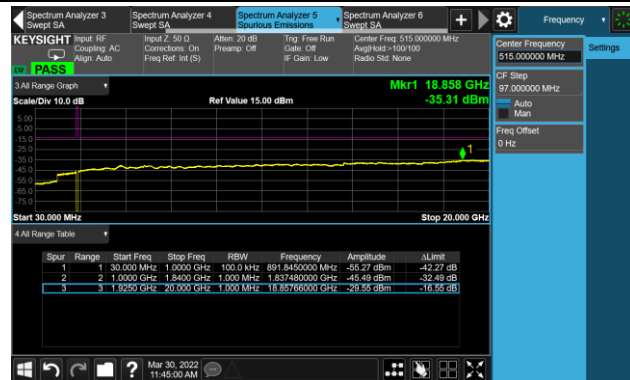 Spectrum Analyzer 3
Swept SA
Spectrum Analyzer 4
Swept SA
Spectrum Analyzer 5
Spurious Emissions
Spectrum Analyzer 6
Swept SA
+
Frequency
KEYSIGHT
Input: RF
Coupling: AC
Align: Auto
Input Z: 50 Ω
Corrections: On
Freq Ref: Int (S)
Atten: 20 dB
Preamp: Off
Trig: Free Run
Gate: Off
IF Gain: Low
Center Freq: 515.000000 MHz
Avg|Hold:>100/100
Radio Std: None
PASS
Center Frequency
515.000000 MHz
Settings
CF Step
97.000000 MHz
Auto
Man
Freq Offset
0 Hz
3 All Range Graph
Mkr1 18.858 GHz
Scale/Div 10.0 dB
Ref Value 15.00 dBm
-35.31 dBm
5.00
-5.00
-15.0
-25.0
-35.0
-45.0
-55.0
-65.0
-75.0
1
Start 30.000 MHz
Stop 20.000 GHz
4 All Range Table
Spur Range Start Freq Stop Freq RBW Frequency Amplitude ΔLimit
1 1 30.000 MHz 1.0000 GHz 100.0 kHz 891.8450000 MHz -55.27 dBm -42.27 dB
2 2 1.0000 GHz 1.8400 GHz 1.000 MHz 1.837480000 GHz -45.49 dBm -32.49 dB
3 3 1.9250 GHz 20.000 GHz 1.000 MHz 18.85766000 GHz -29.55 dBm -16.55 dB
?
Mar 30, 2022
11:45:00 AM